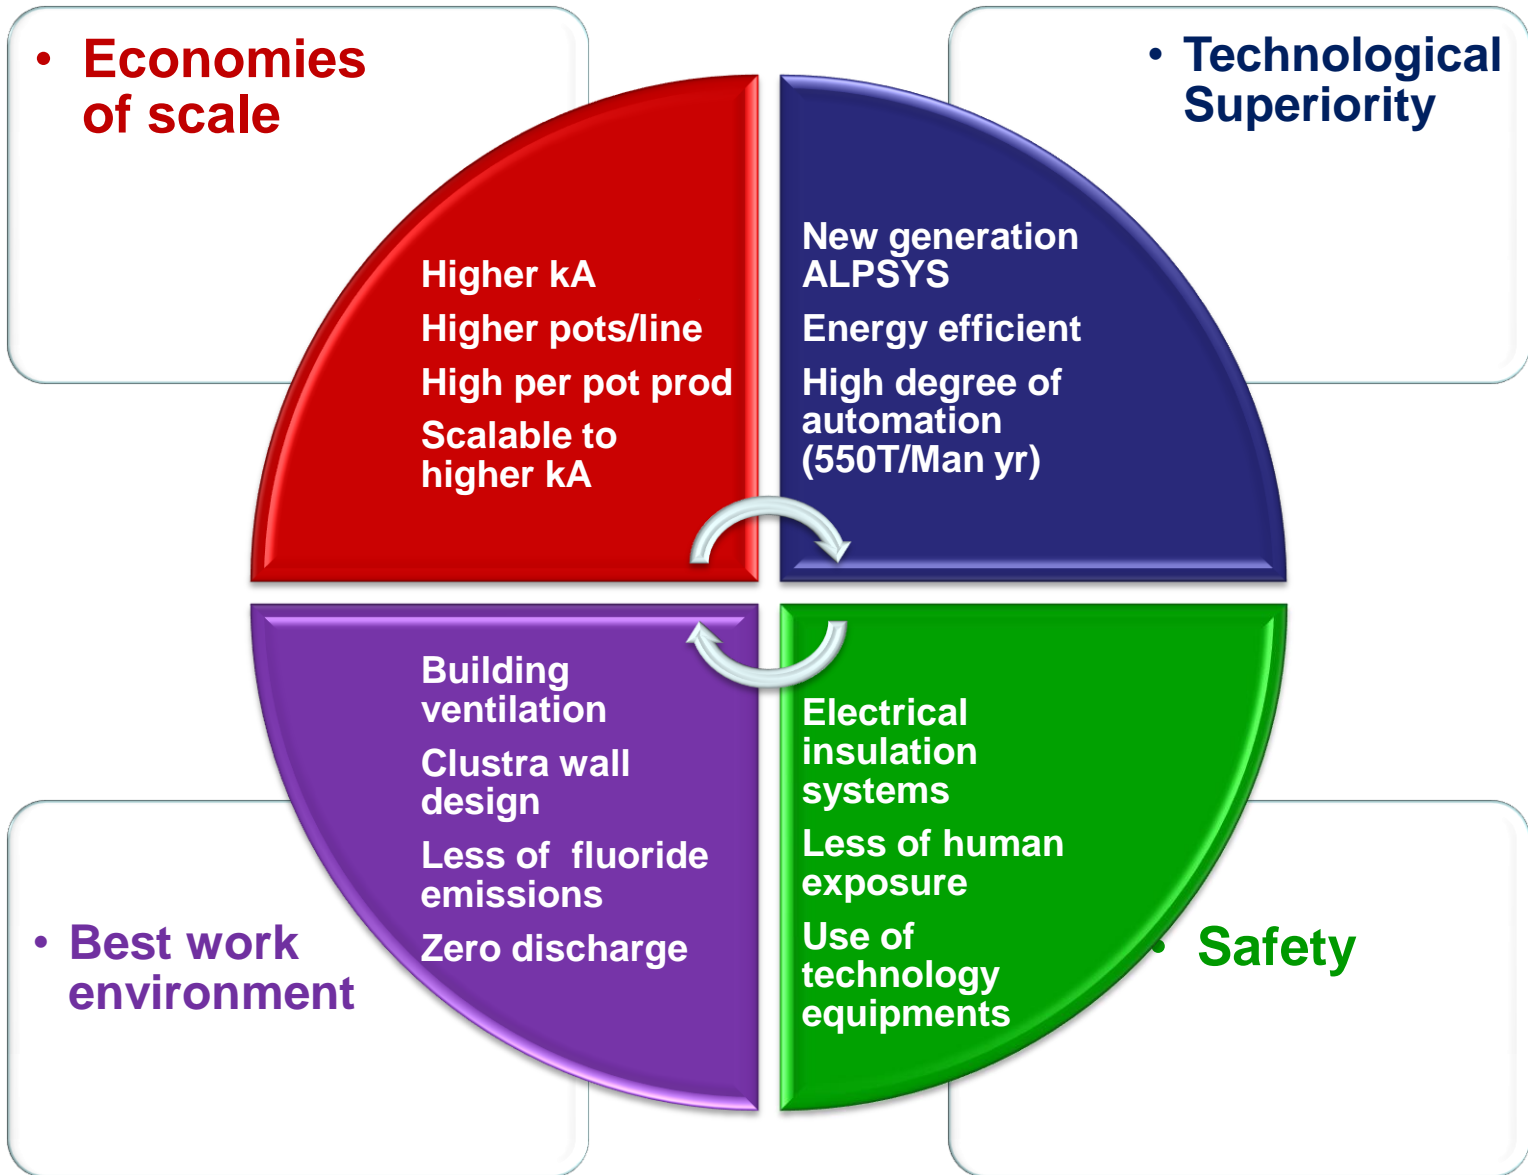 • Economies
of scale
Higher kA
Higher pots/line
High per pot prod
Scalable to
higher kA
• Technological
Superiority
New generation
ALPSYS
Energy efficient
High degree of
automation
(550T/Man yr)
• Best work
environment
Building
ventilation
Clustra wall
design
Less of  fluoride
emissions
Zero discharge
• Safety
Electrical
insulation
systems
Less of human
exposure
Use of
technology
equipments